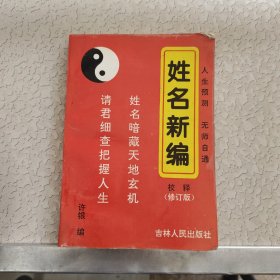 人生预测 无师自通
姓名新编
校释
(修订版)
姓名暗藏天地玄机
请君细查把握人生
许银 编
吉林人民出版社